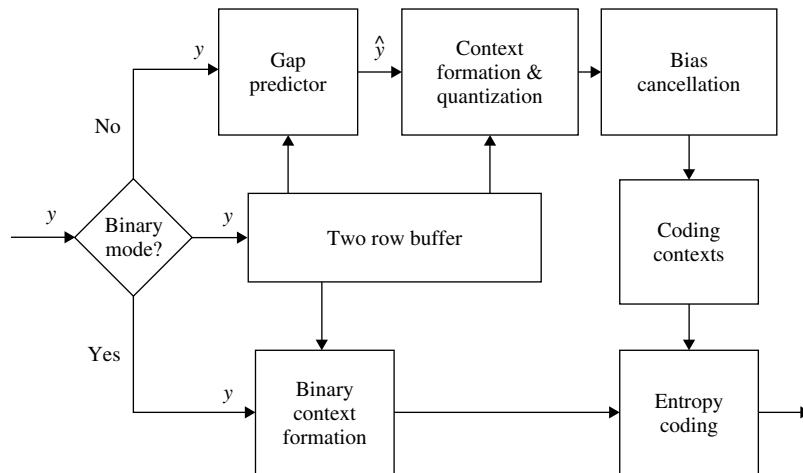 y
Gap
predictor
ŷ
Context
formation &
quantization
Bias
cancellation
No
y
Binary
mode?
y
Two row buffer
Coding
contexts
Yes
y
Binary
context
formation
Entropy
coding